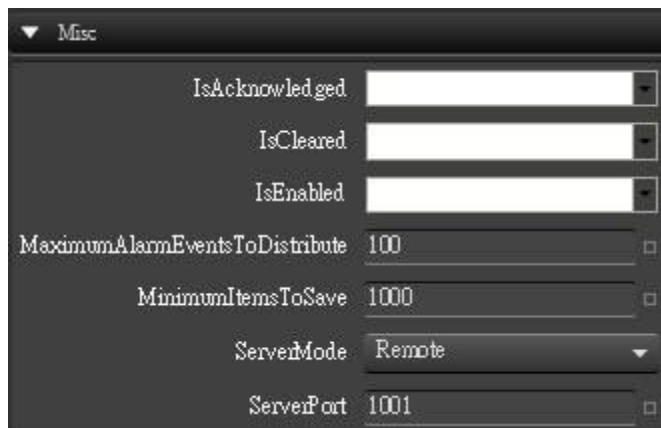 Misc
IsAcknowledged
IsCleared
IsEnabled
MaximumAlarmEventsToDistribute 100
MinimumItemsToSave 1000
ServerMode Remote
ServerPort 1001